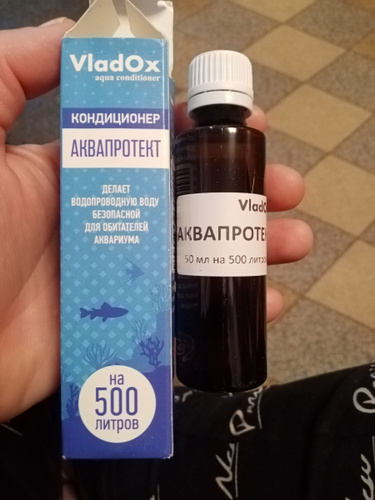 VladOx
aqua conditioner
КОНДИЦИОНЕР
АКВАПРОТЕКТ
ДЕЛАЕТ
ВОДОПРОВОДНУЮ ВОДУ
БЕЗОПАСНОЙ
ДЛЯ ОБИТАТЕЛЕЙ
АКВАРИУМА
на
500
ЛИТРОВ
VladO
АКВАПРОТЕК
50 мл на 500 литров